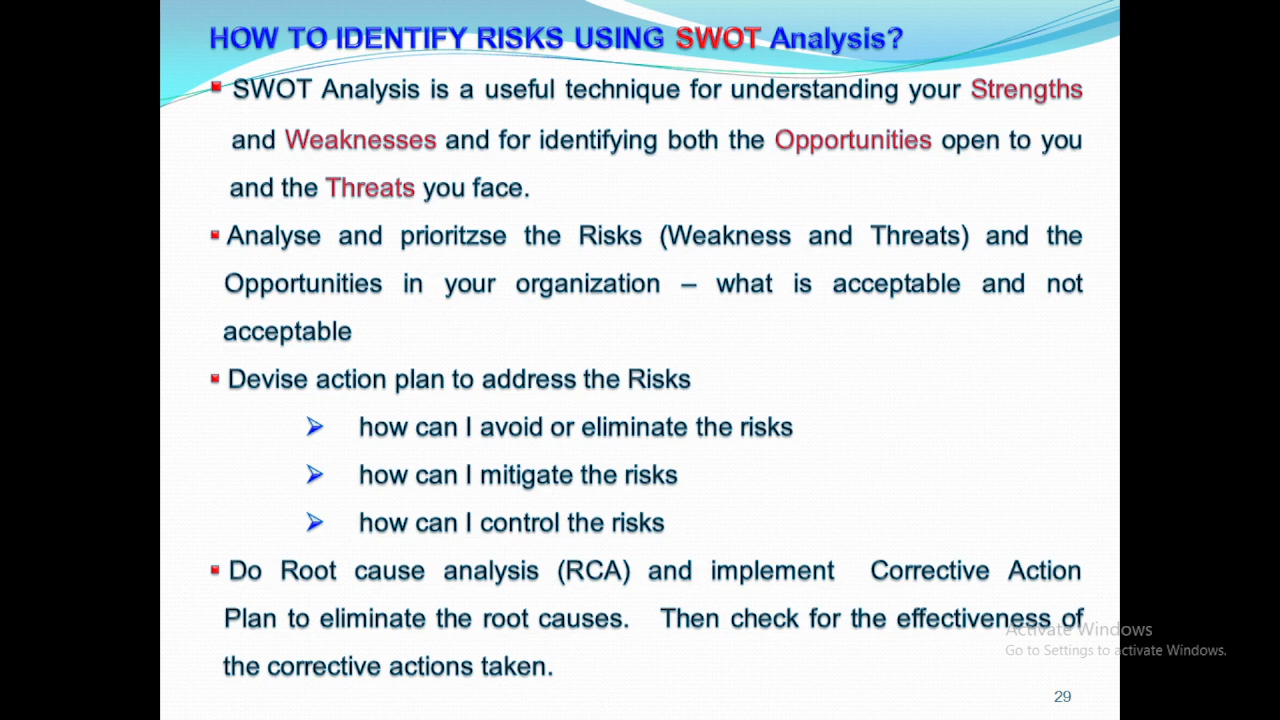 HOW TO IDENTIFY RISKS USING SWOT Analysis?
SWOT Analysis is a useful technique for understanding your Strengths
and Weaknesses and for identifying both the Opportunities open to you
and the Threats you face.
Analyse and prioritzse the Risks (Weakness and Threats) and the
Opportunities in your organization – what is acceptable and not
acceptable
Devise action plan to address the Risks
how can I avoid or eliminate the risks
how can I mitigate the risks
how can I control the risks
Do Root cause analysis (RCA) and implement Corrective Action
Plan to eliminate the root causes. Then check for the effectiveness of
the corrective actions taken.
Activate Windows
Go to Settings to activate Windows.
29